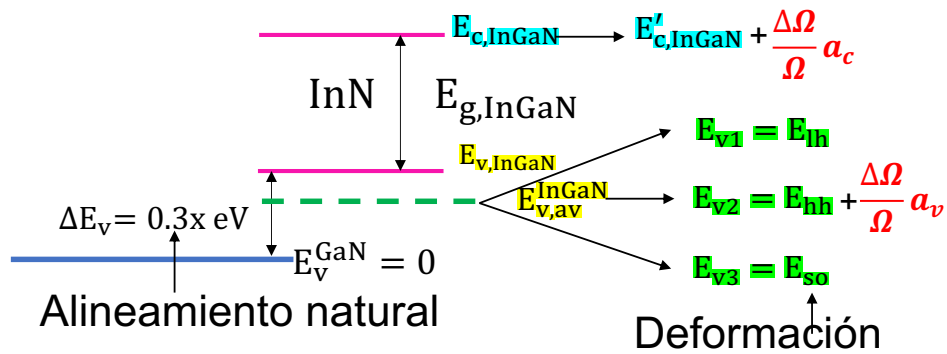 E_c,InGaN → E'_c,InGaN + ΔΩ/Ω a_c
InN
E_g,InGaN
E_v1 = E_lh
E_v,InGaN
E_v,av^InGaN
E_v2 = E_hh + ΔΩ/Ω a_v
ΔE_v = 0.3x eV
E_v^GaN = 0
E_v3 = E_so
Alineamiento natural
Deformación